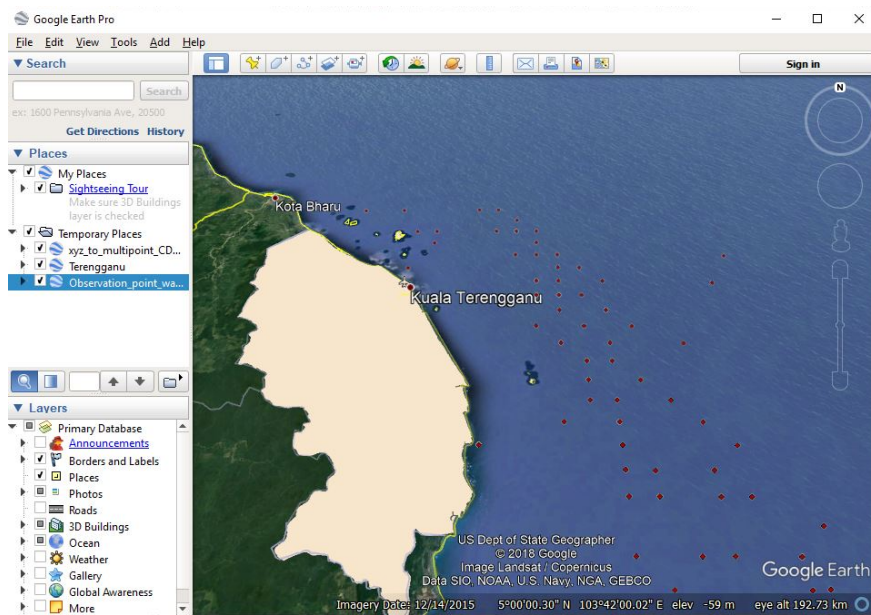 Google Earth Pro
File Edit View Tools Add Help
Search
Sign in
Search
ex: 1600 Pennsylvania Ave, 20500
Get Directions History
Places
My Places
Sightseeing Tour
Make sure 3D Buildings
layer is checked
Temporary Places
xyz_to_multipoint_CD...
Terengganu
Observation_point_wa...
Layers
Primary Database
Announcements
Borders and Labels
Places
Photos
Roads
3D Buildings
Ocean
Weather
Gallery
Global Awareness
More
N
Kota Bharu
Kuala Terengganu
US Dept of State Geographer
© 2018 Google
Image Landsat / Copernicus
Data SIO, NOAA, U.S. Navy, NGA, GEBCO
Google Earth
Imagery Date: 12/14/2015 5°00'00.30" N 103°42'00.02" E elev -59 m eye alt 192.73 km